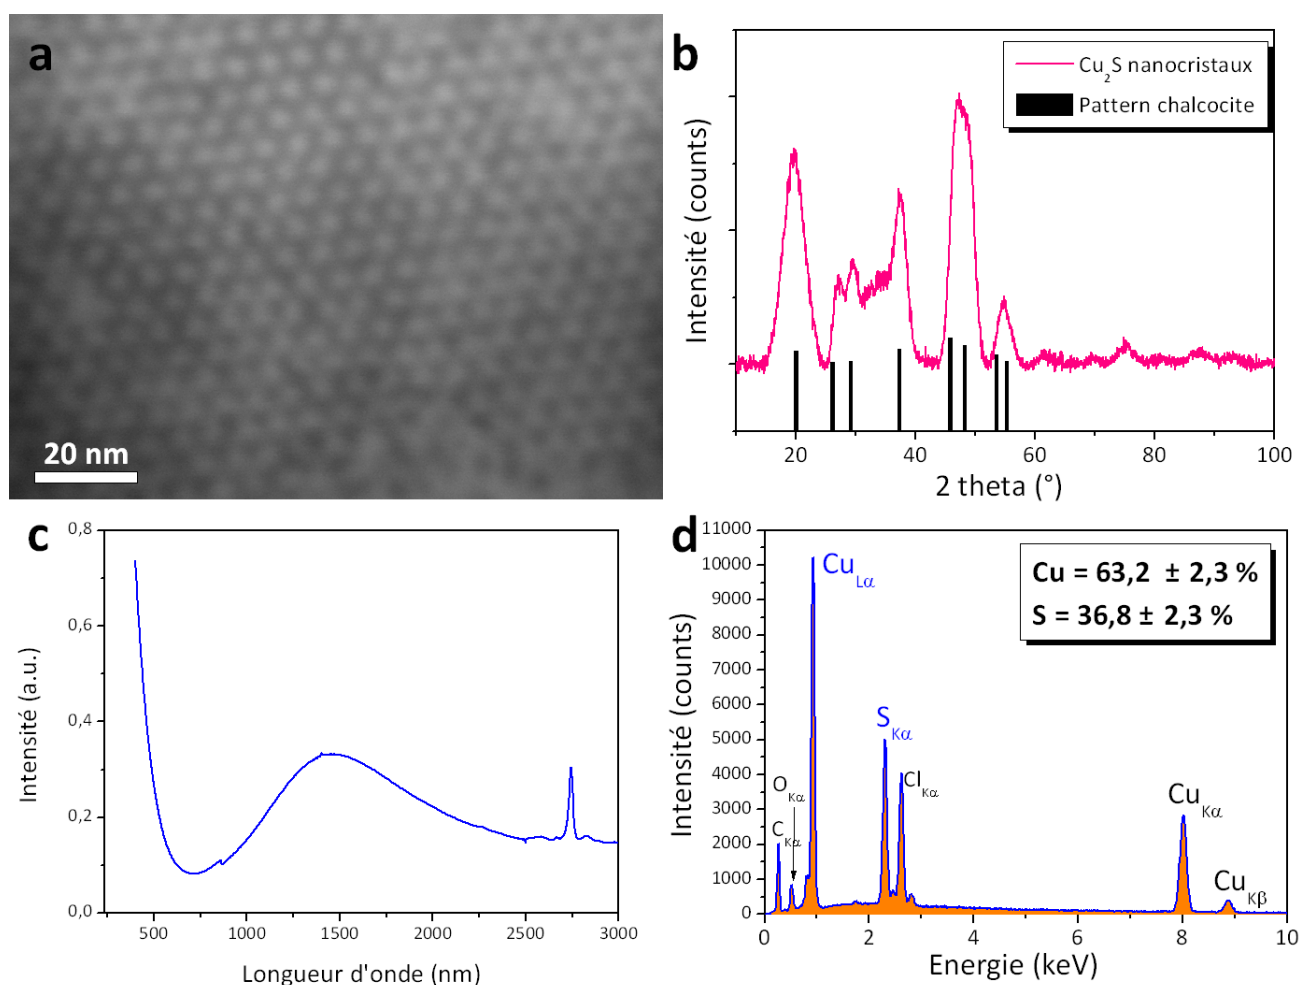 a
20 nm
b
Cu2S nanocristaux
Pattern chalcocite
Intensité (counts)
20 40 60 80 100
2 theta (°)
c
0,8
0,6
0,4
0,2
0,0
Intensité (a.u.)
500 1000 1500 2000 2500 3000
Longueur d'onde (nm)
d
11000
10000
9000
8000
7000
6000
5000
4000
3000
2000
1000
0
Intensité (counts)
Cu = 63,2 ± 2,3 %
S = 36,8 ± 2,3 %
CuLα
SKα
ClKα
OKα
CKα
CuKα
CuKβ
0 2 4 6 8 10
Energie (keV)